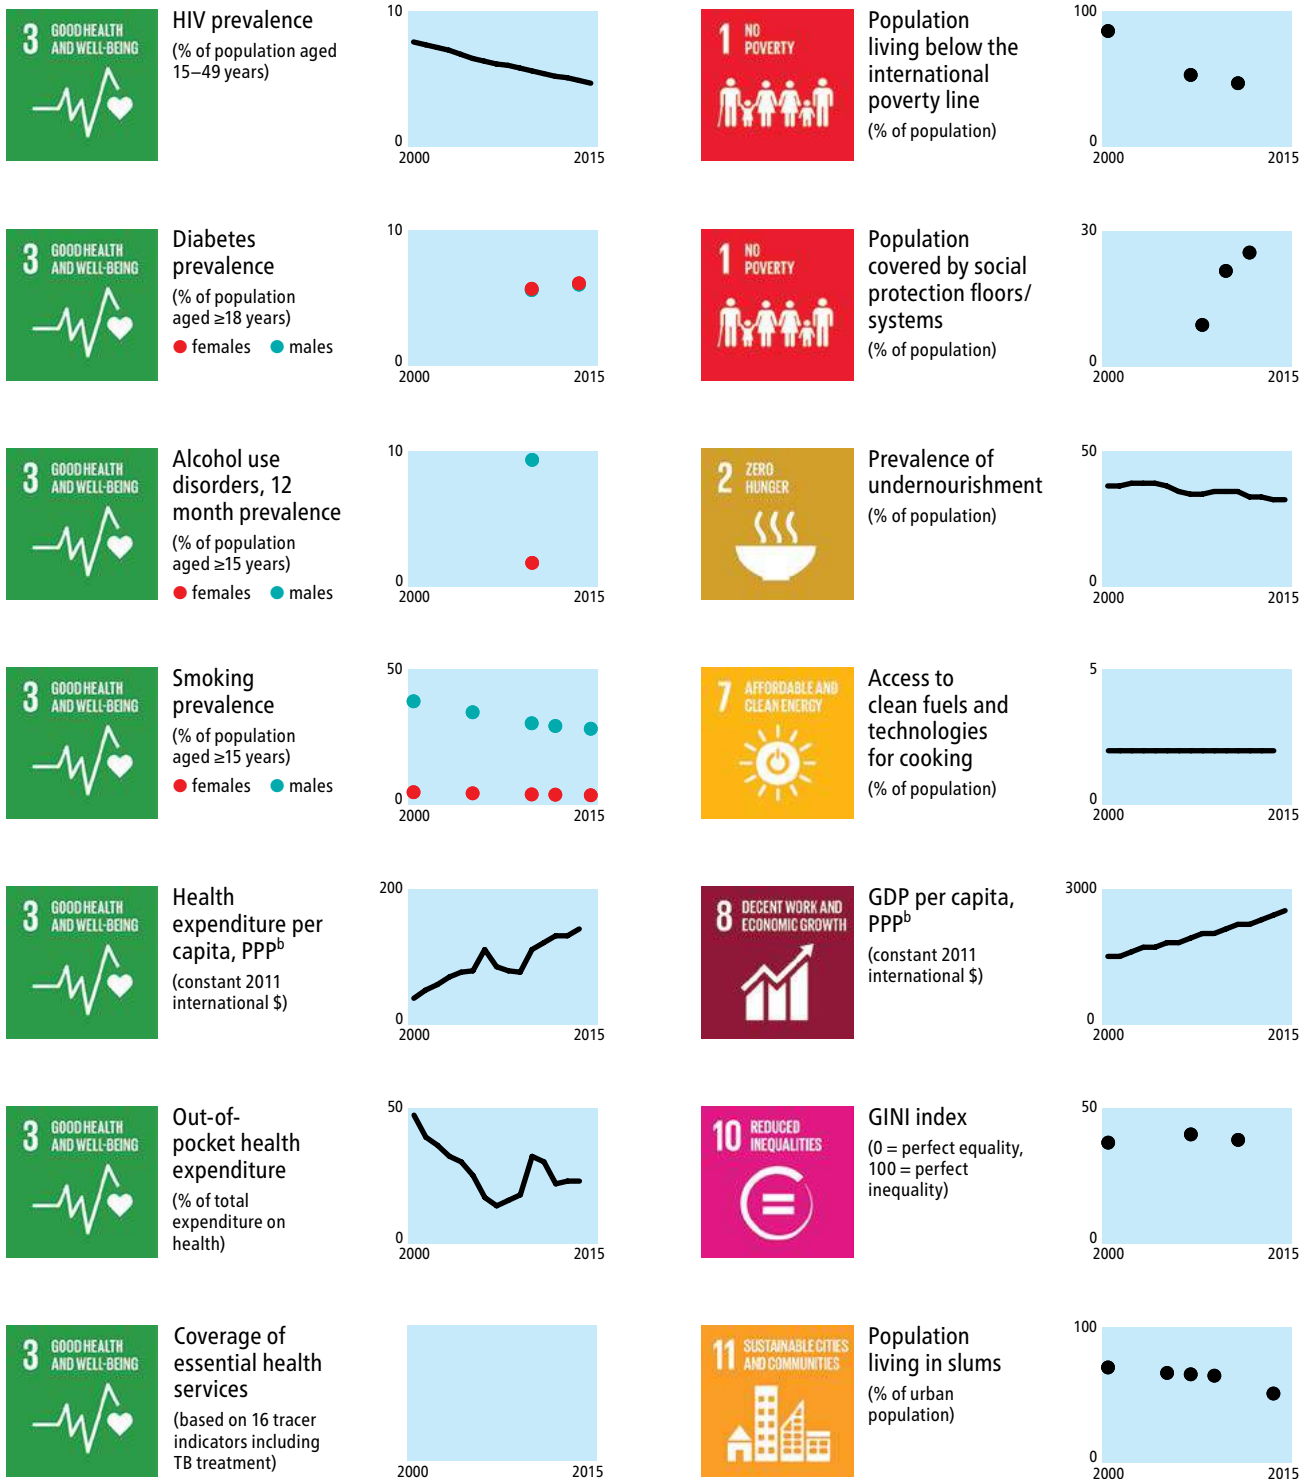 3 GOOD HEALTH
AND WELL-BEING
HIV prevalence
(% of population aged
15–49 years)
10
0
2000 2015
3 GOOD HEALTH
AND WELL-BEING
Diabetes
prevalence
(% of population
aged ≥18 years)
females males
10
0
2000 2015
3 GOOD HEALTH
AND WELL-BEING
Alcohol use
disorders, 12
month prevalence
(% of population
aged ≥15 years)
females males
10
0
2000 2015
3 GOOD HEALTH
AND WELL-BEING
Smoking
prevalence
(% of population
aged ≥15 years)
females males
50
0
2000 2015
3 GOOD HEALTH
AND WELL-BEING
Health
expenditure per
capita, PPPb
(constant 2011
international $)
200
0
2000 2015
3 GOOD HEALTH
AND WELL-BEING
Out-of-
pocket health
expenditure
(% of total
expenditure on
health)
50
0
2000 2015
3 GOOD HEALTH
AND WELL-BEING
Coverage of
essential health
services
(based on 16 tracer
indicators including
TB treatment)
2000 2015
1 NO
POVERTY
Population
living below the
international
poverty line
(% of population)
100
0
2000 2015
1 NO
POVERTY
Population
covered by social
protection floors/
systems
(% of population)
30
0
2000 2015
2 ZERO
HUNGER
Prevalence of
undernourishment
(% of population)
50
0
2000 2015
7 AFFORDABLE AND
CLEAN ENERGY
Access to
clean fuels and
technologies
for cooking
(% of population)
5
0
2000 2015
8 DECENT WORK AND
ECONOMIC GROWTH
GDP per capita,
PPPb
(constant 2011
international $)
3000
0
2000 2015
10 REDUCED
INEQUALITIES
GINI index
(0 = perfect equality,
100 = perfect
inequality)
50
0
2000 2015
11 SUSTAINABLE CITIES
AND COMMUNITIES
Population
living in slums
(% of urban
population)
100
0
2000 2015